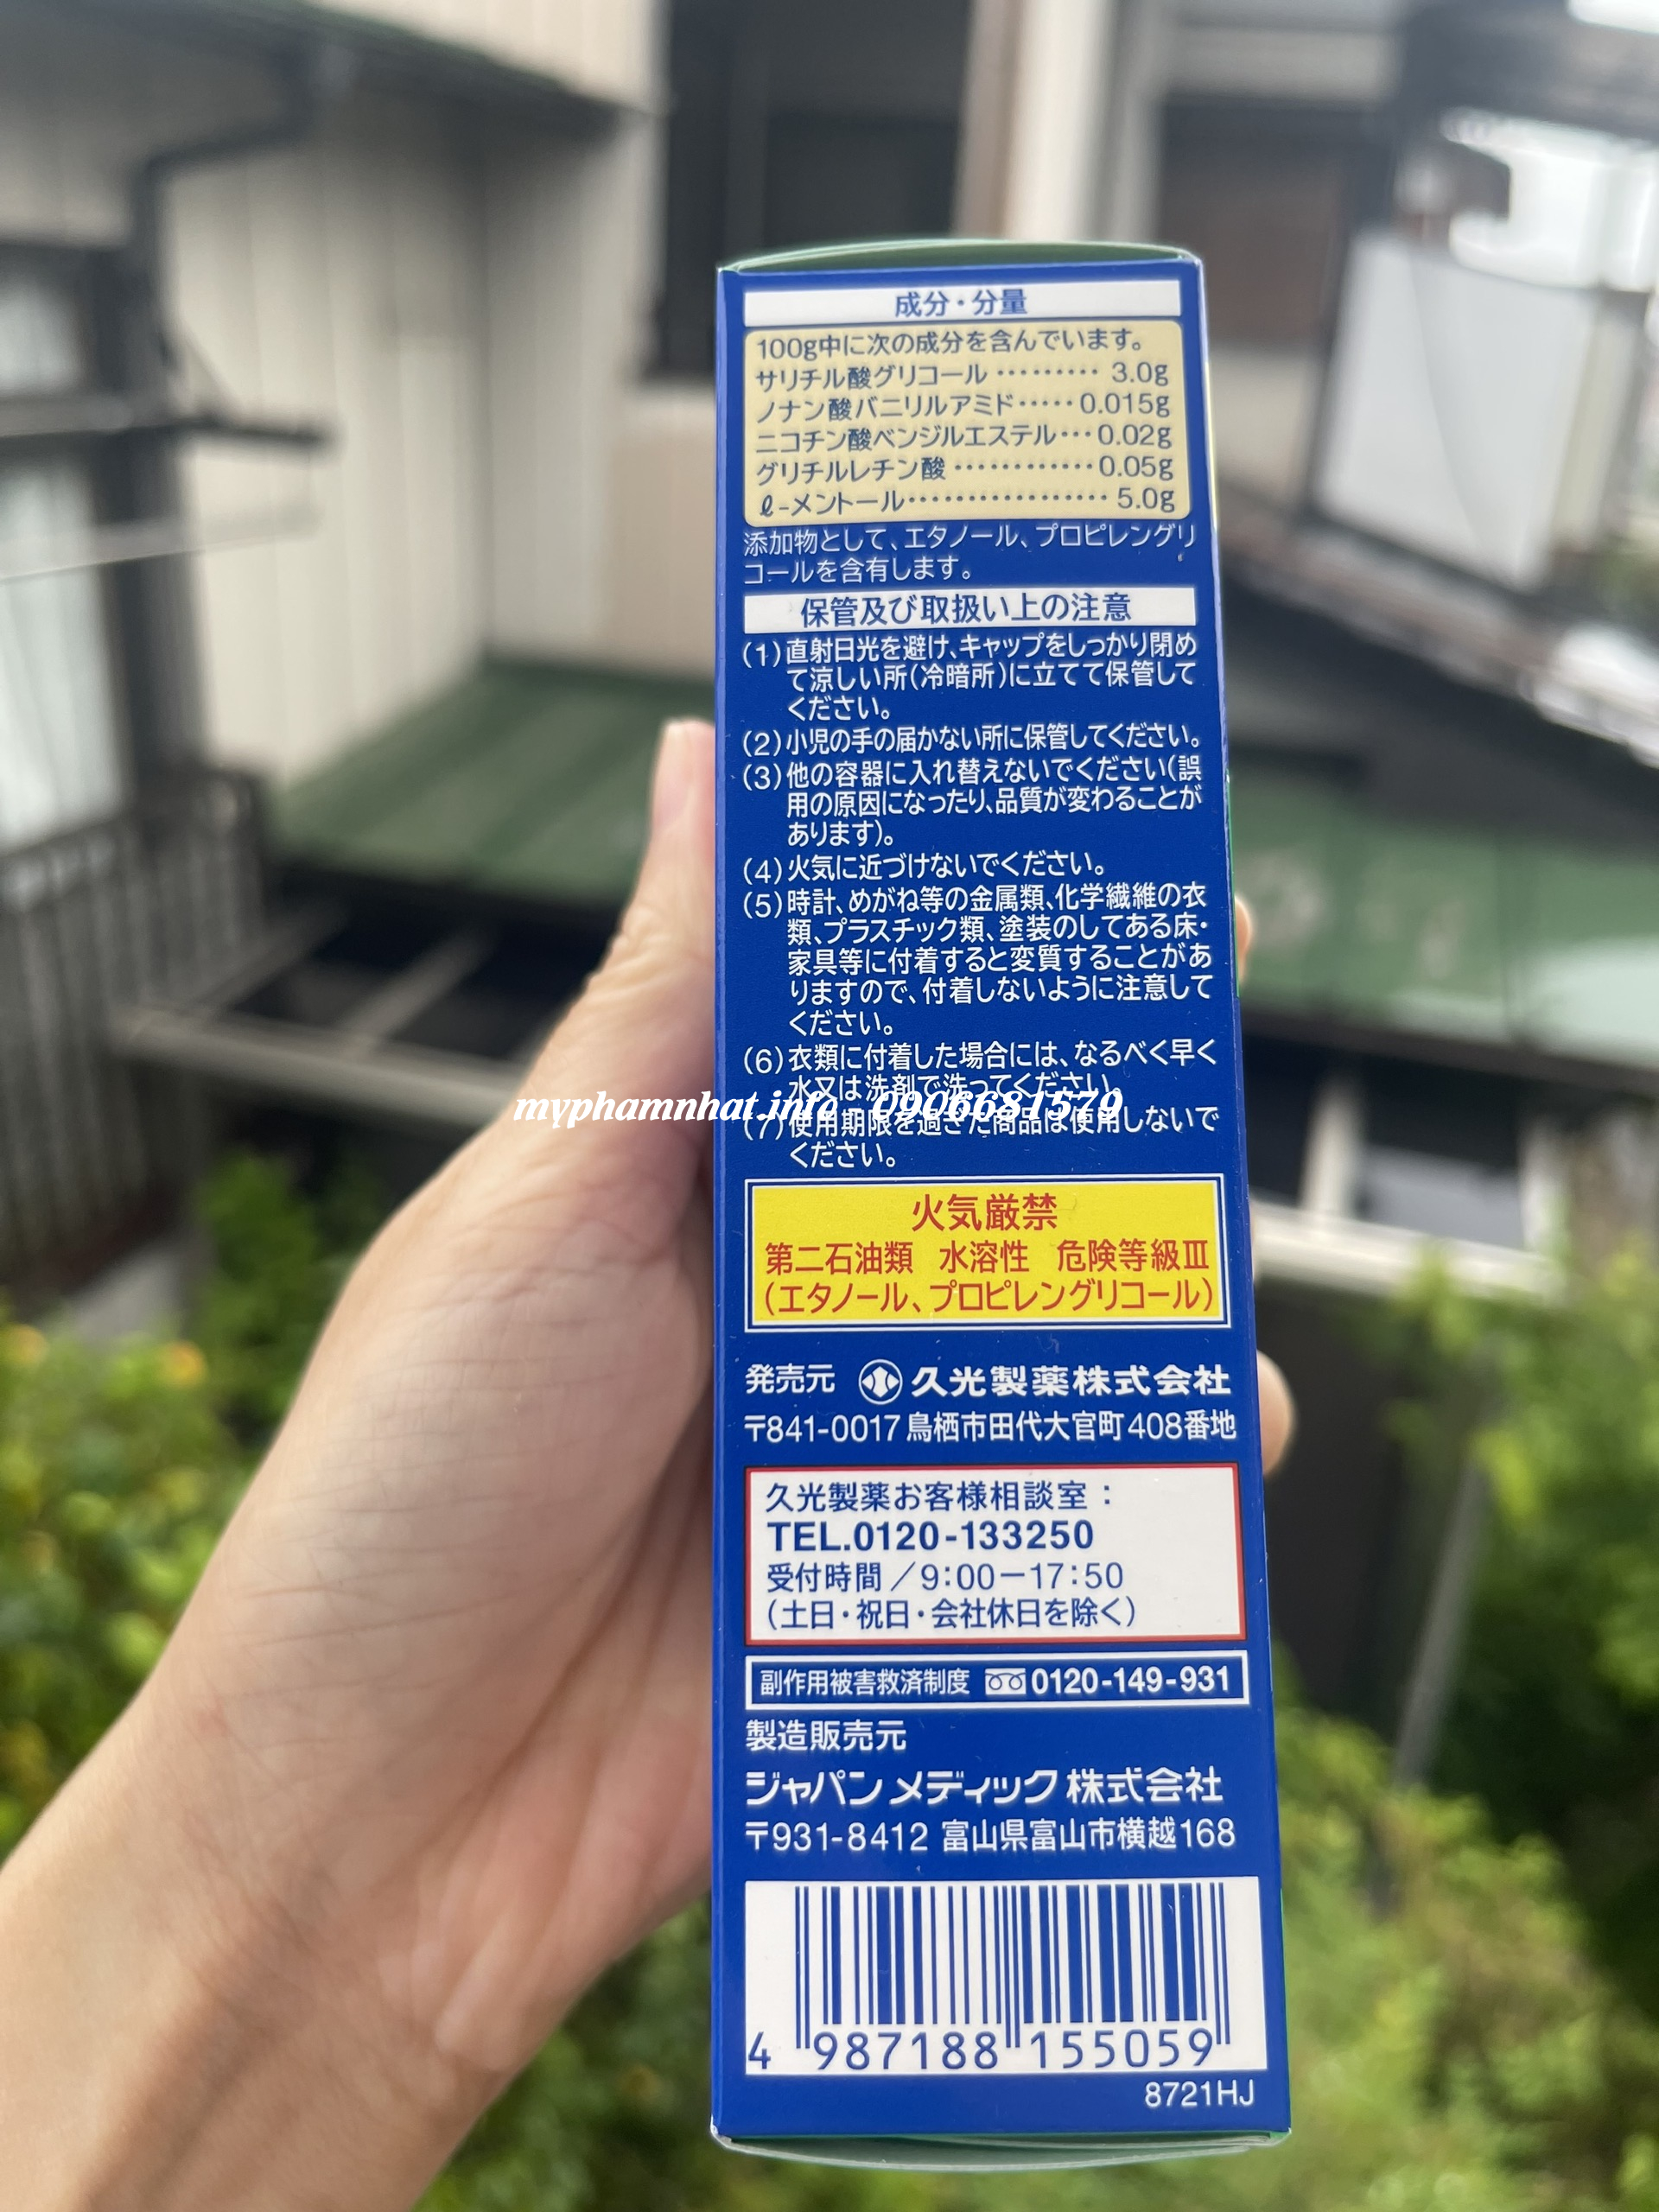 成分・分量
100g中に次の成分を含んでいます。
サリチル酸グリコール ········· 3.0g
ノナン酸バニリルアミド·····0.015g
ニコチン酸ベンジルエステル···0.02g
グリチルレチン酸 ············0.05g
ℓ-メントール·················· 5.0g
添加物として、エタノール、プロピレングリ
コールを含有します。
保管及び取扱い上の注意
(1)直射日光を避け、キャップをしっかり閉め
て涼しい所(冷暗所)に立てて保管して
ください。
(2)小児の手の届かない所に保管してください。
(3)他の容器に入れ替えないでください(誤
用の原因になったり、品質が変わることが
あります)。
(4)火気に近づけないでください。
(5)時計、めがね等の金属類、化学繊維の衣
類、プラスチック類、塗装のしてある床・
家具等に付着すると変質することがあ
りますので、付着しないように注意して
ください。
(6)衣類に付着した場合には、なるべく早く
水又は洗剤で洗ってください。
myphamnhat.info 0906681579
(7)使用期限を過ぎた商品は使用しないで
ください。
火気厳禁
第二石油類 水溶性 危険等級Ⅲ
(エタノール、プロピレングリコール)
発売元 久光製薬株式会社
〒841-0017 鳥栖市田代大官町408番地
久光製薬お客様相談室：
TEL.0120-133250
受付時間/9:00-17:50
(土日・祝日・会社休日を除く)
副作用被害救済制度 0120-149-931
製造販売元
ジャパンメディック株式会社
〒931-8412 富山県富山市横越168
4 987188 155059
8721HJ